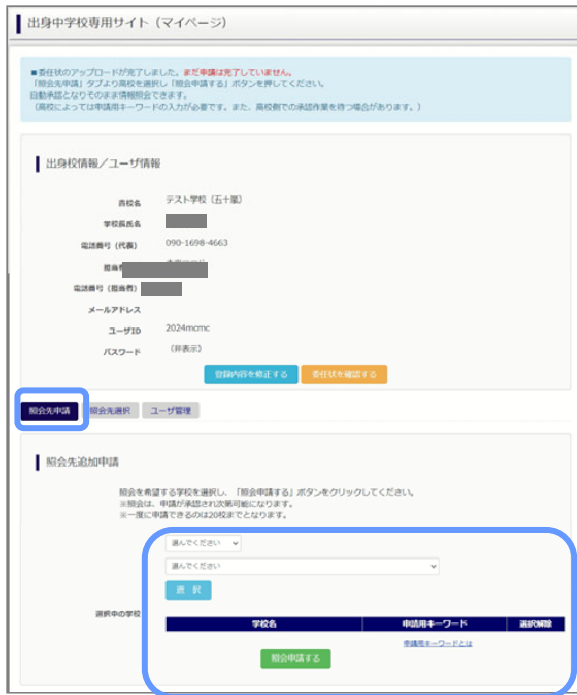 出身中学校専用サイト（マイページ）
■委任状のアップロードが完了しました。まだ申請は完了していません。
「照会先申請」タブより高校を選択し「照会申請する」ボタンを押してください。
自動承認となりそのまま情報照会できます。
（高校によっては申請用キーワードの入力が必要です。また、高校側での承認作業を待つ場合があります。）
出身校情報／ユーザ情報
貴校名 テスト学校（五十嵐）
学校長氏名
電話番号（代表） 090-1698-4663
電話番号（担当者）
メールアドレス
ユーザID 2024mcmc
パスワード （非表示）
登録内容を修正する 委任状を確認する
照会先申請 照会先選択 ユーザ管理
照会先追加申請
照会を希望する学校を選択し、「照会申請する」ボタンをクリックしてください。
※照会は、申請が承認され次第可能になります。
※一度に申請できるのは20校までとなります。
選んでください
選んでください
選 択
選択中の学校
学校名 申請用キーワード 選択解除
申請用キーワードとは
照会申請する